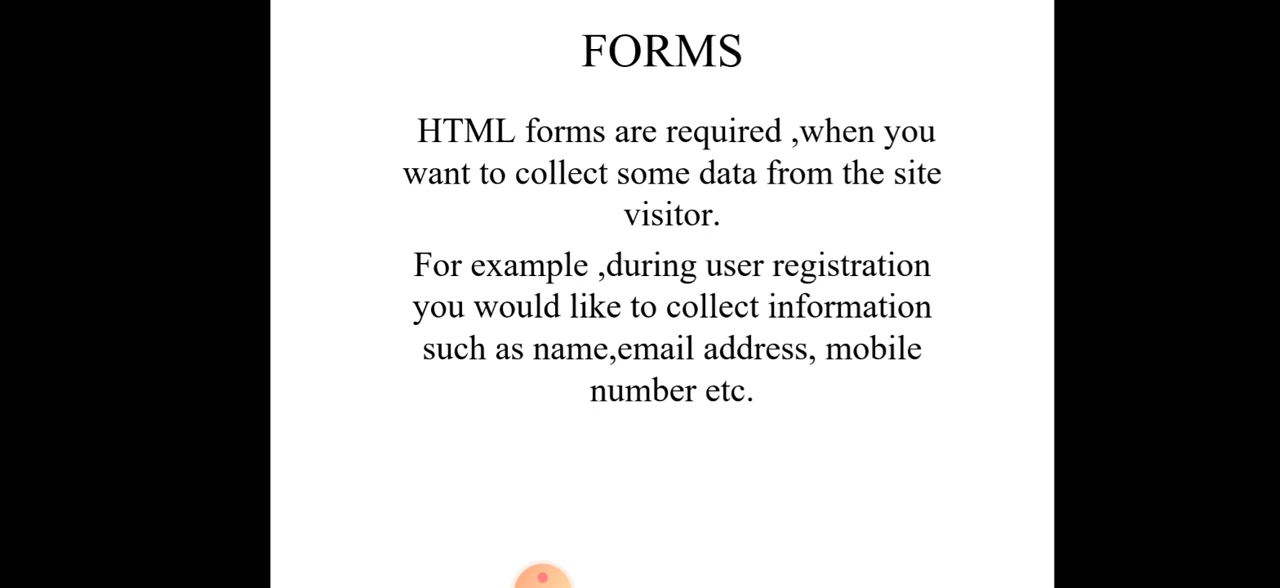 FORMS
HTML forms are required ,when you
want to collect some data from the site
visitor.
For example ,during user registration
you would like to collect information
such as name,email address, mobile
number etc.